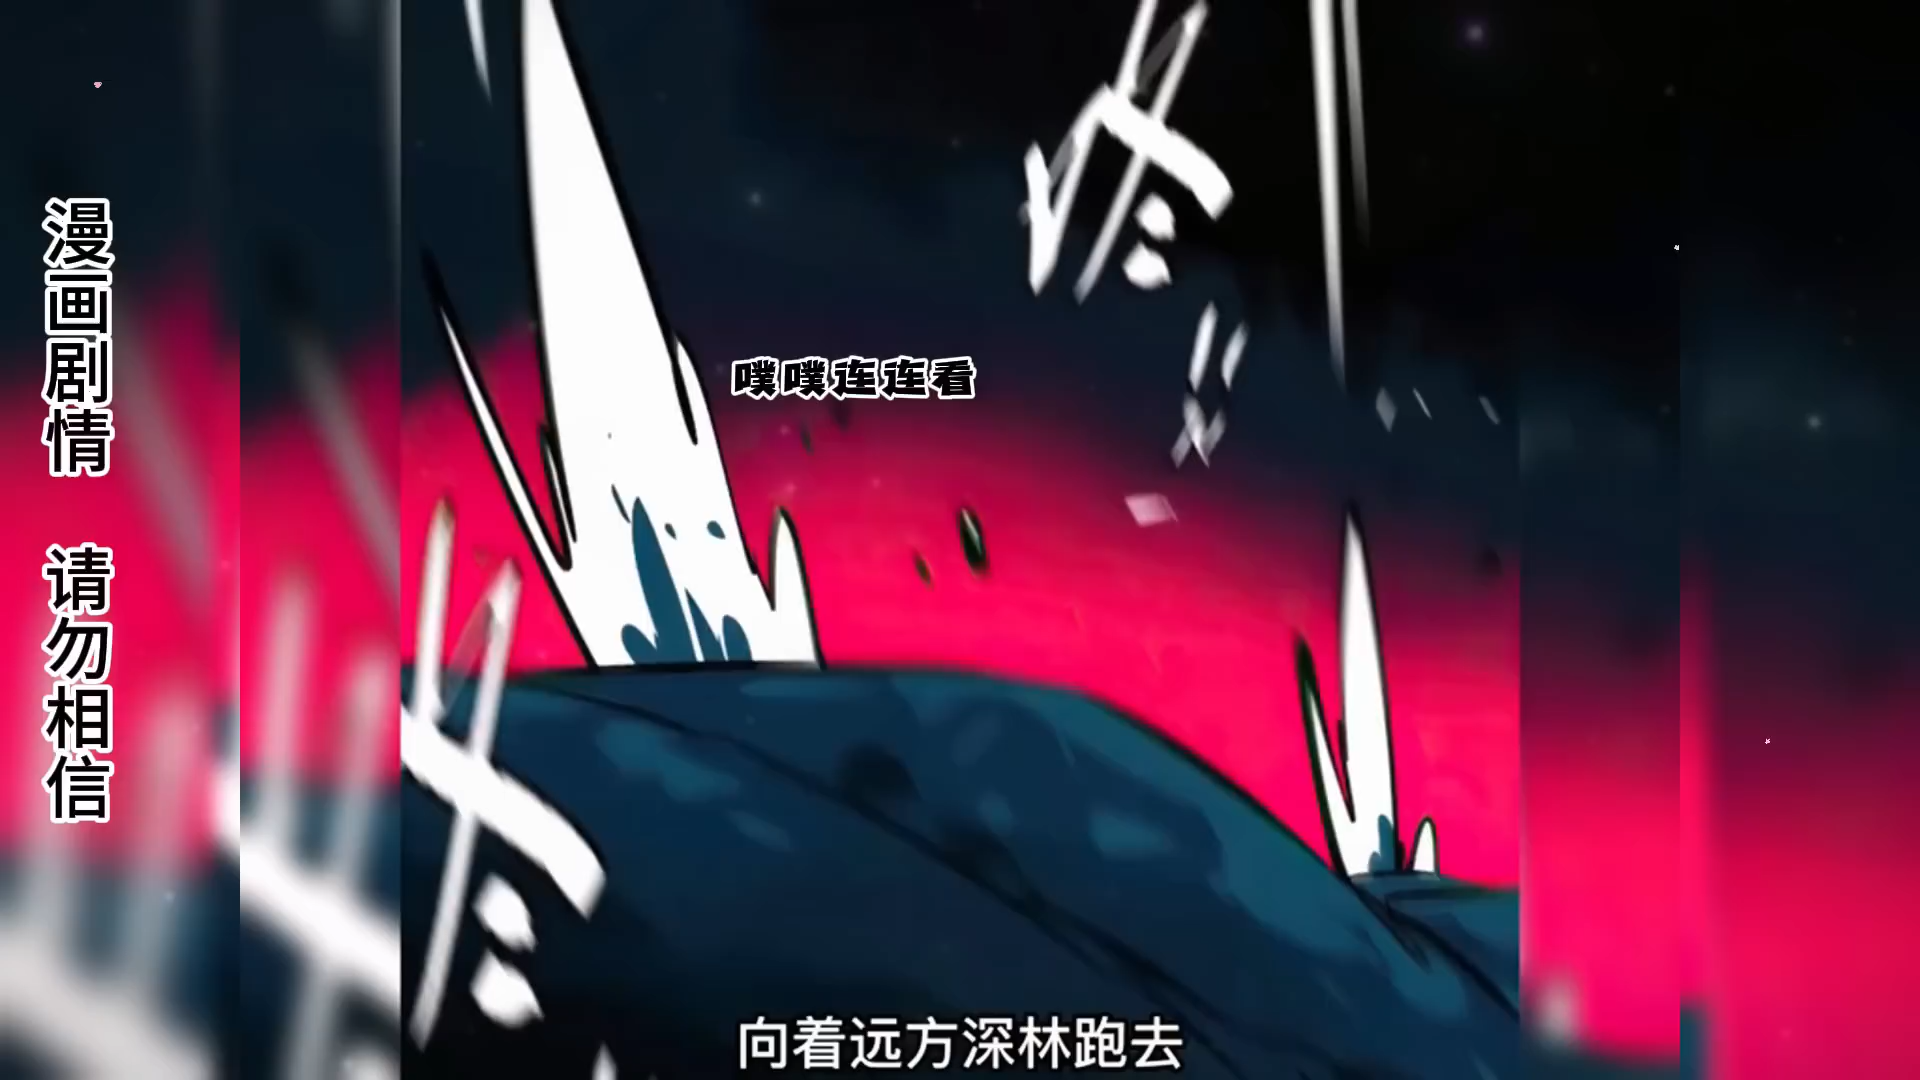 漫画剧情 请勿相信
噗噗连连看
向着远方深林跑去